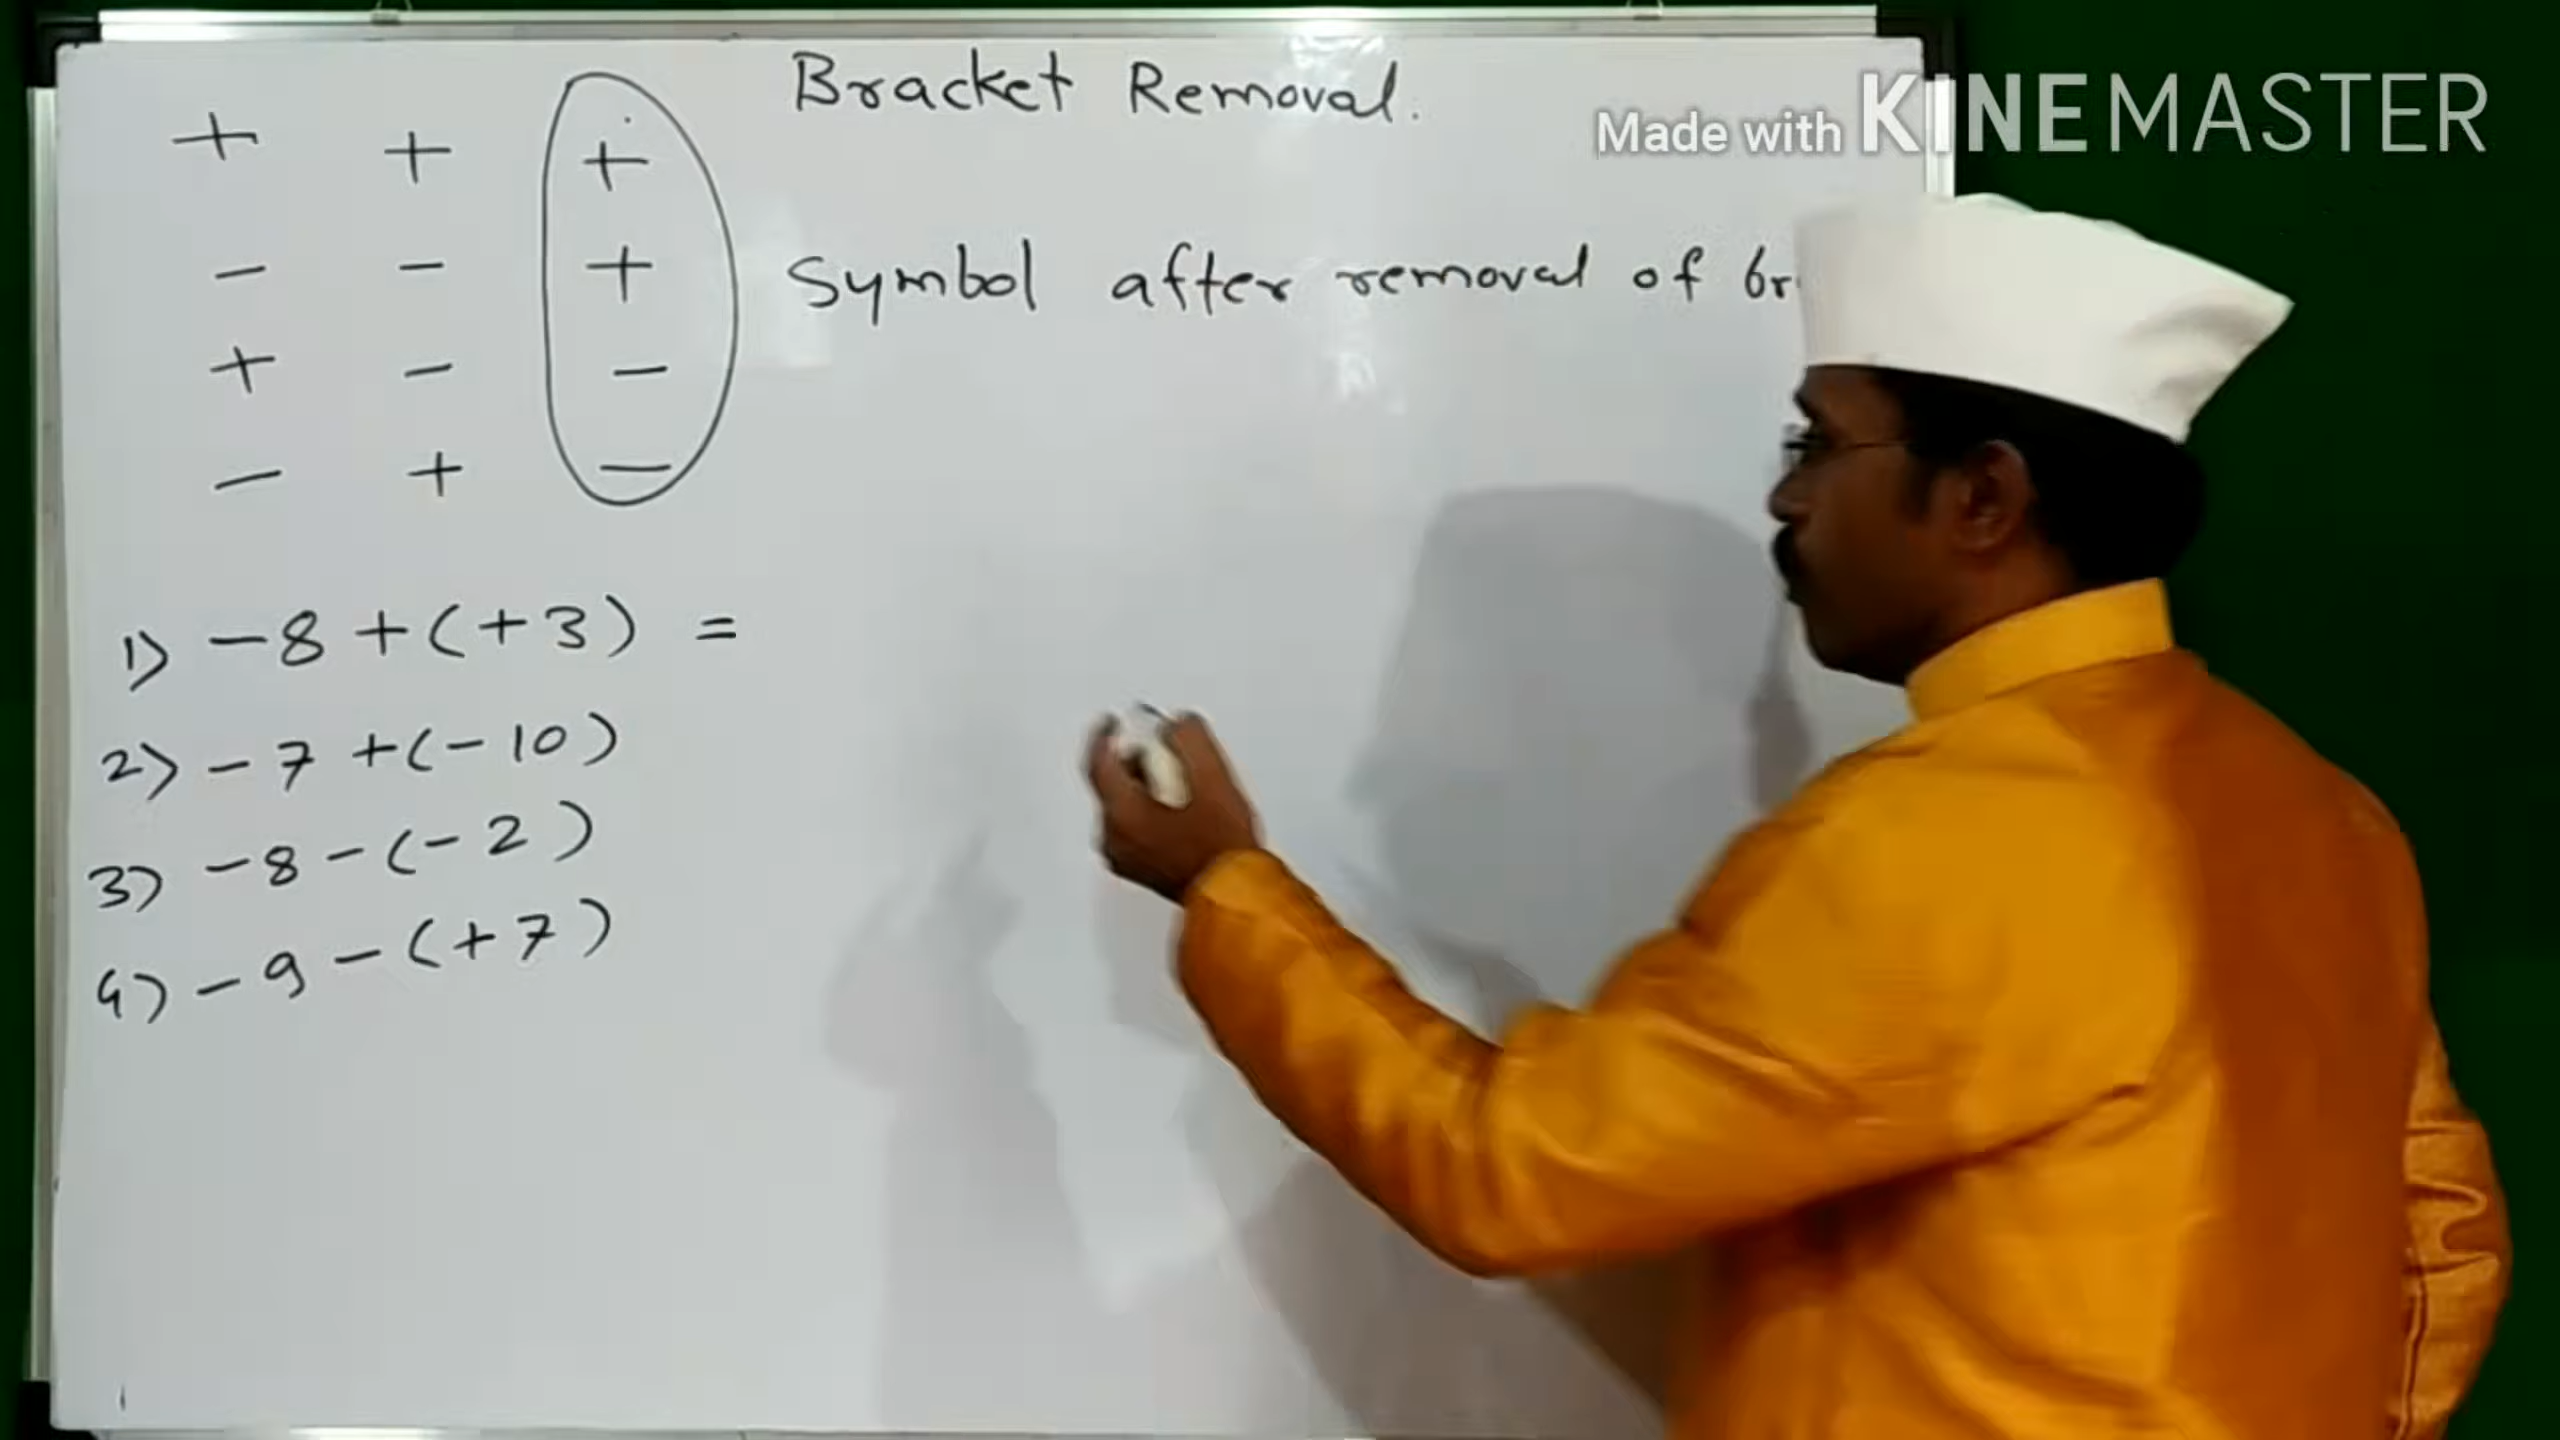 Bracket Removal.
Made with KINEMASTER
+ + +
- - +
+ - -
- + -
Symbol after removal of
1) -8 + (+3) =
2) -7 + (-10)
3) -8 - (-2)
4) -9 - (+7)